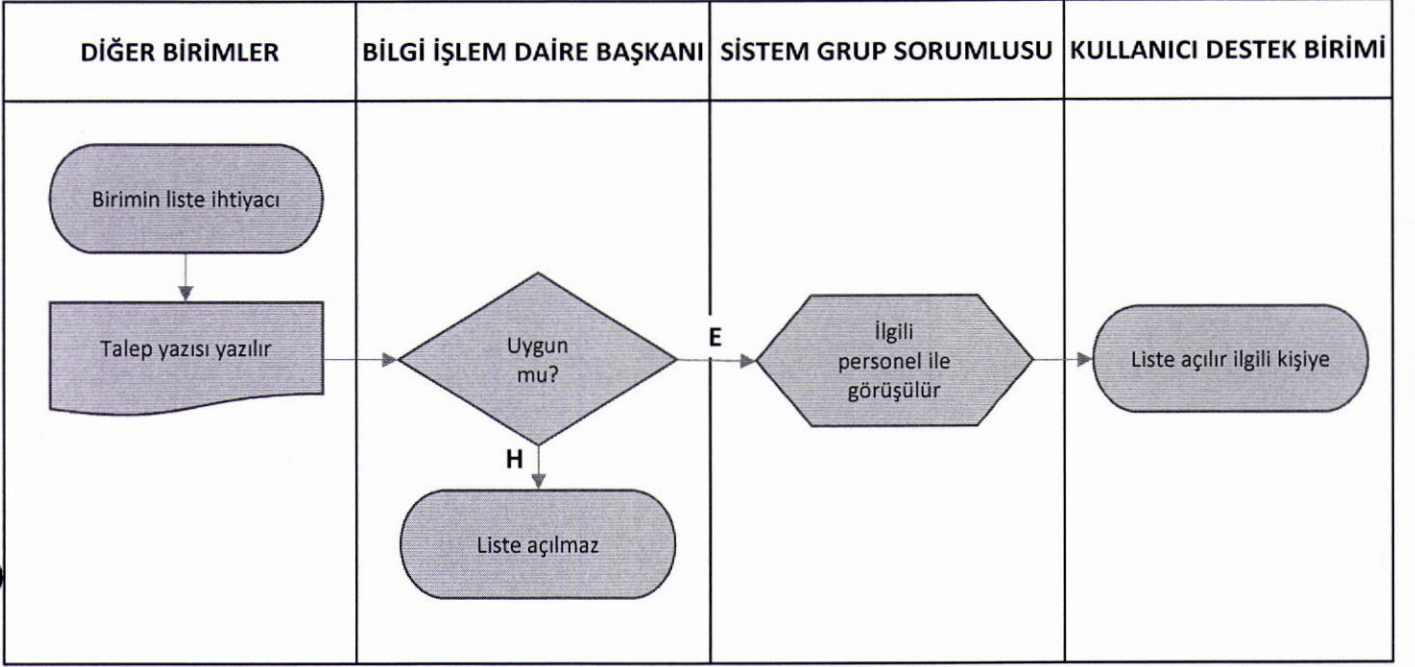 DİĞER BİRİMLER
BİLGİ İŞLEM DAİRE BAŞKANI
SİSTEM GRUP SORUMLUSU
KULLANICI DESTEK BİRİMİ
Birimin liste ihtiyacı
Talep yazısı yazılır
Uygun
mu?
E
İlgili
personel ile
görüşülür
Liste açılır ilgili kişiye
H
Liste açılmaz